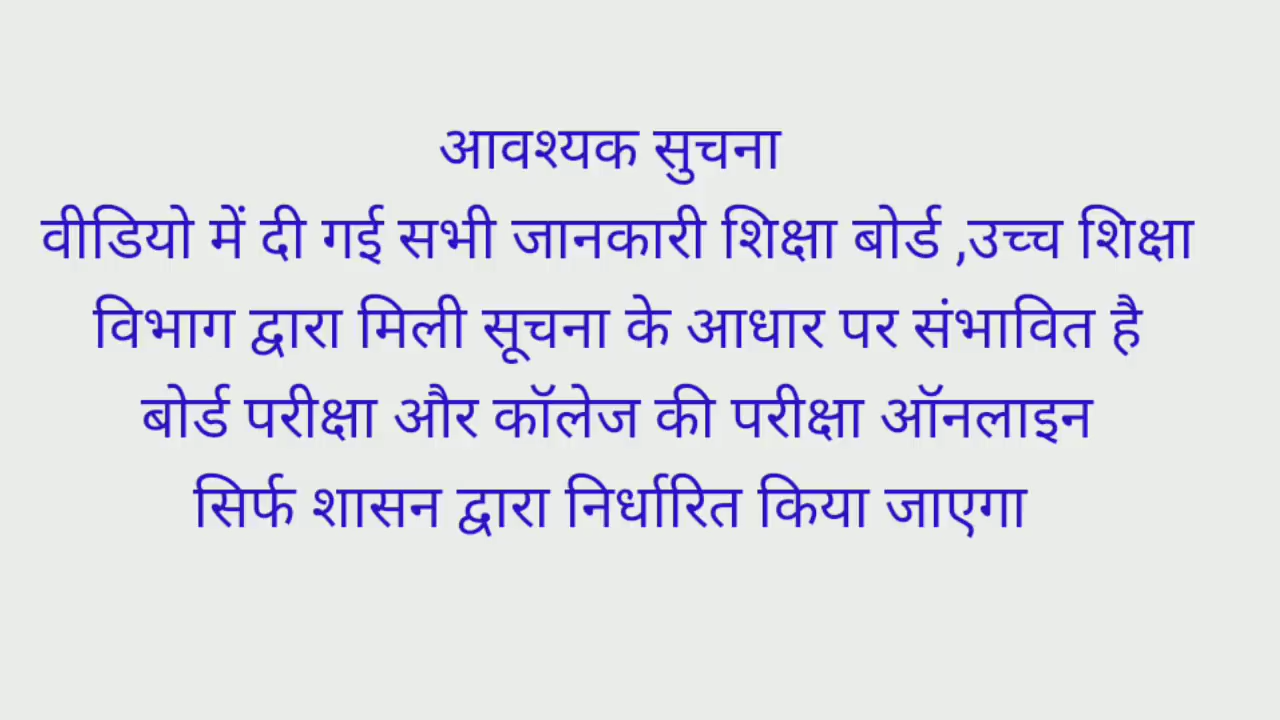 आवश्यक सुचना
वीडियो में दी गई सभी जानकारी शिक्षा बोर्ड ,उच्च शिक्षा
विभाग द्वारा मिली सूचना के आधार पर संभावित है
बोर्ड परीक्षा और कॉलेज की परीक्षा ऑनलाइन
सिर्फ शासन द्वारा निर्धारित किया जाएगा